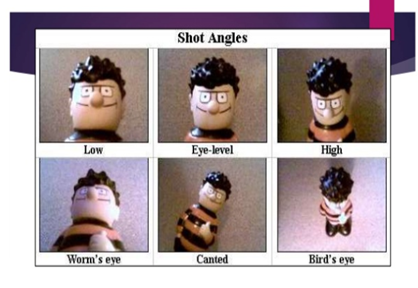 Shot Angles
Low Eye-level High
Worm's eye Canted Bird's eye